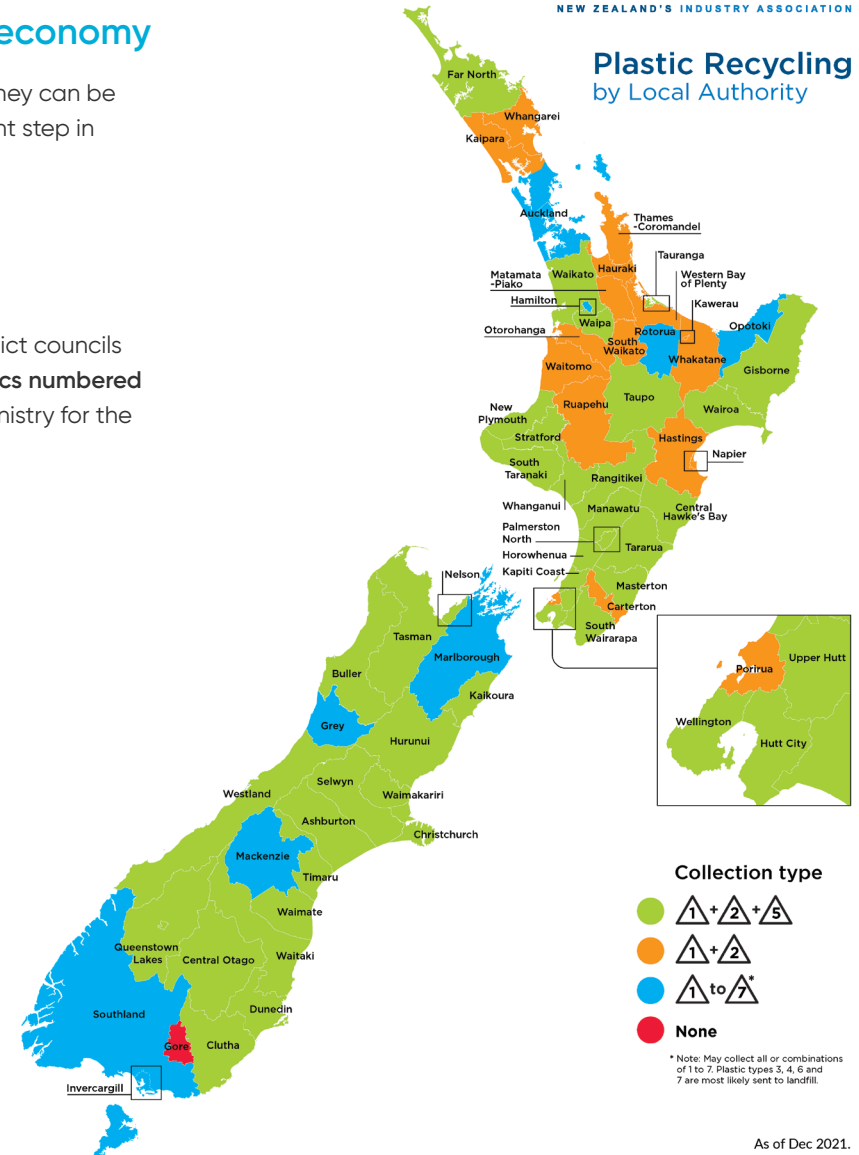 NEW ZEALAND'S INDUSTRY ASSOCIATION
economy
hey can be
nt step in
ict councils
cs numbered
nistry for the
Plastic Recycling
by Local Authority
Far North
Whangarei
Kaipara
Auckland
Thames
-Coromandel
Tauranga
Hauraki
Waikato
Matamata
-Piako
Western Bay
of Plenty
Hamilton
Kawerau
Waipa
Opotoki
Otorohanga
Rotorua
South
Waikato
Whakatane
Waitomo
Gisborne
Taupo
Ruapehu
Wairoa
New
Plymouth
Stratford
Hastings
Napier
South
Taranaki
Rangitikei
Whanganui
Manawatu
Central
Hawke's Bay
Palmerston
North
Tararua
Horowhenua
Kapiti Coast
Nelson
Masterton
Carterton
South
Wairarapa
Tasman
Marlborough
Porirua
Upper Hutt
Buller
Kaikoura
Wellington
Grey
Hutt City
Hurunui
Selwyn
Westland
Waimakariri
Ashburton
Christchurch
Mackenzie
Timaru
Waimate
Queenstown
Lakes
Central Otago
Waitaki
Southland
Dunedin
Gore
Clutha
Invercargill
Collection type
1 + 2 + 5
1 + 2
1 to 7*
None
* Note: May collect all or combinations
of 1 to 7. Plastic types 3, 4, 6 and
7 are most likely sent to landfill.
As of Dec 2021.